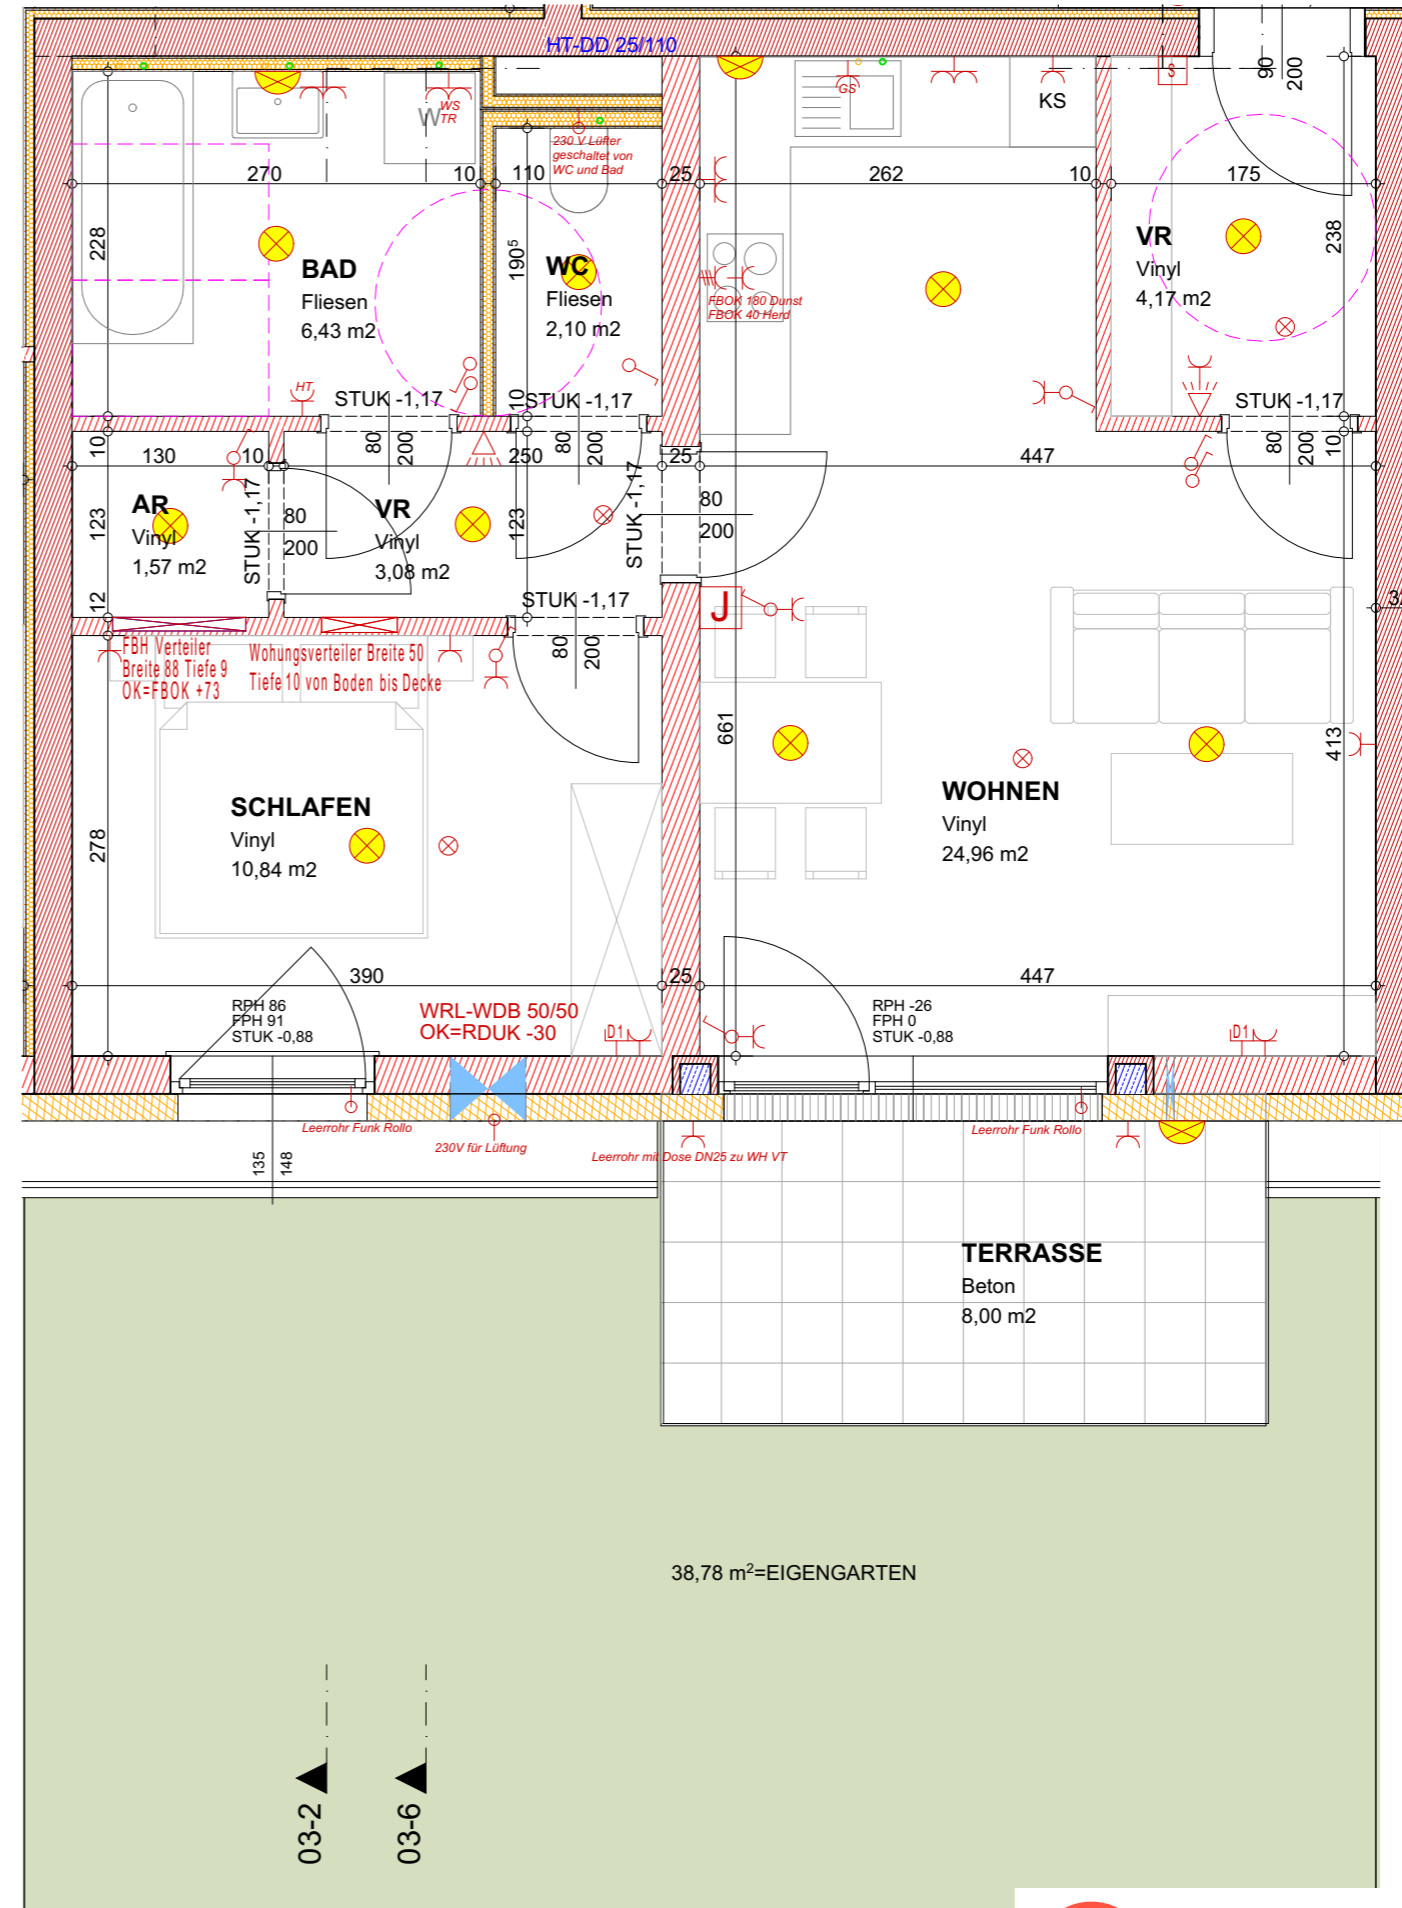 HT-DD 25/110
90
200
S
GS
KS
W
WS
TR
230 V Lüfter
geschaltet von
WC und Bad
270
10
110
25
262
10
175
228
190⁵
238
BAD
Fliesen
6,43 m2
WC
Fliesen
2,10 m2
VR
Vinyl
4,17 m2
FBOK 180 Dunst
FBOK 40 Herd
HT
STUK -1,17
80
200
10
STUK -1,17
80
200
STUK -1,17
80
200
10
10
130
10
250
25
447
AR
Vinyl
1,57 m2
123
12
STUK -1,17
80
200
VR
Vinyl
3,08 m2
123
STUK -1,17
80
200
STUK -1,17
80
200
J
FBH Verteiler
Breite 88 Tiefe 9
OK=FBOK +73
Wohungsverteiler Breite 50
Tiefe 10 von Boden bis Decke
661
413
278
SCHLAFEN
Vinyl
10,84 m2
WOHNEN
Vinyl
24,96 m2
390
25
447
RPH 86
FPH 91
STUK -0,88
WRL-WDB 50/50
OK=RDUK -30
D1
RPH -26
FPH 0
STUK -0,88
D1
Leerrohr Funk Rollo
230V für Lüftung
Leerrohr mit Dose DN25 zu WH VT
Leerrohr Funk Rollo
135
148
TERRASSE
Beton
8,00 m2
38,78 m²=EIGENGARTEN
03-2
03-6